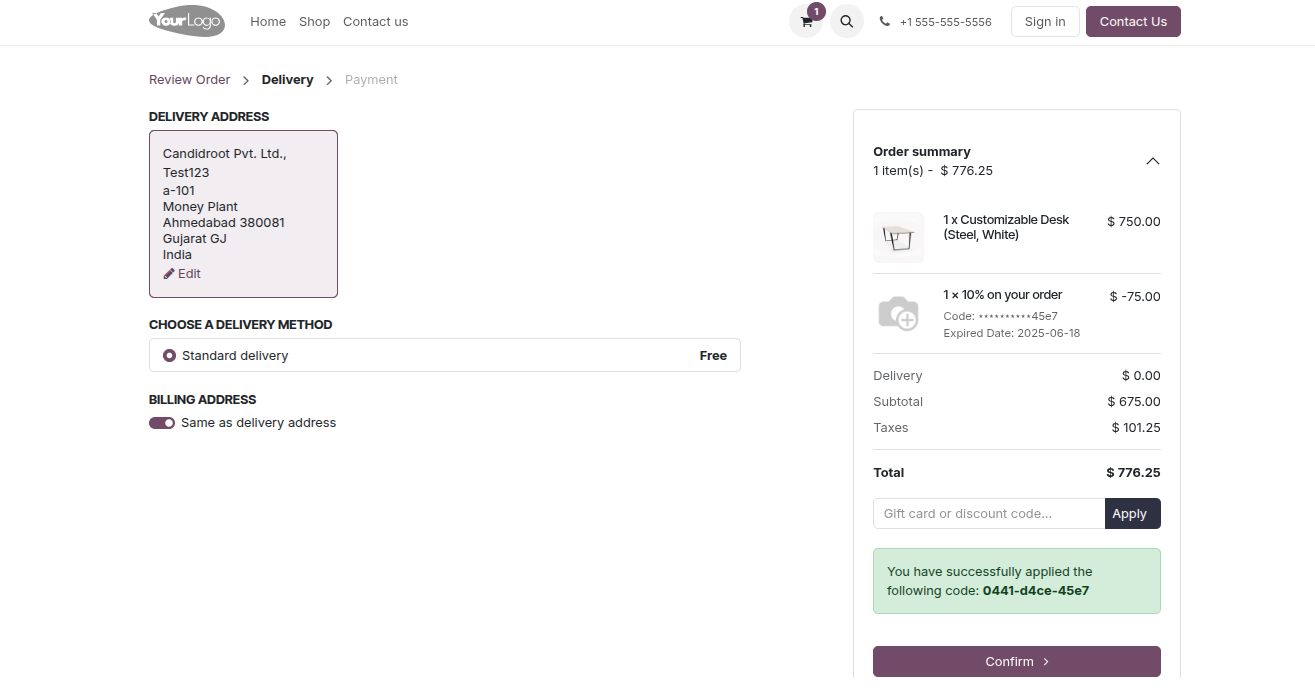 YourLogo
Home Shop Contact us
1
+1 555-555-5556
Sign in
Contact Us
Review Order > Delivery > Payment
DELIVERY ADDRESS
Candidroot Pvt. Ltd.,
Test123
a-101
Money Plant
Ahmedabad 380081
Gujarat GJ
India
Edit
CHOOSE A DELIVERY METHOD
Standard delivery Free
BILLING ADDRESS
Same as delivery address
Order summary
1 item(s) - $ 776.25
1 x Customizable Desk $ 750.00
(Steel, White)
1 × 10% on your order $ -75.00
Code: **********45e7
Expired Date: 2025-06-18
Delivery $ 0.00
Subtotal $ 675.00
Taxes $ 101.25
Total $ 776.25
Gift card or discount code... Apply
You have successfully applied the
following code: 0441-d4ce-45e7
Confirm >